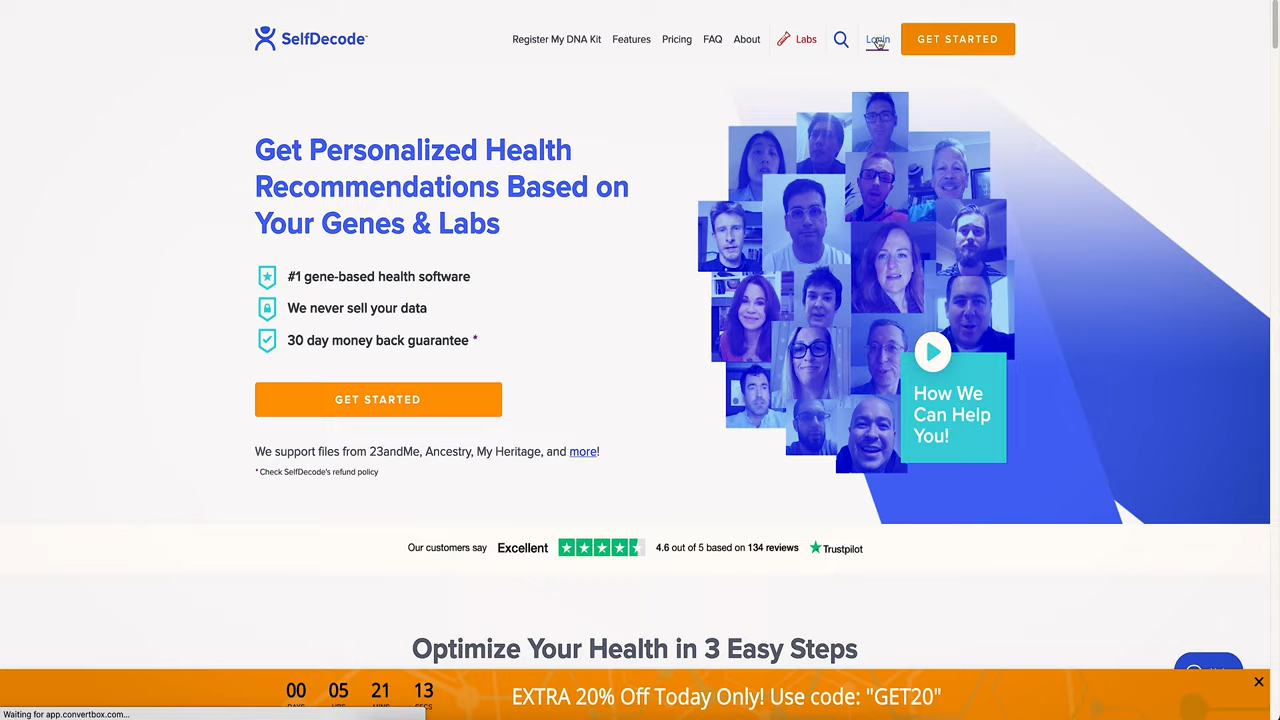 SelfDecode
Register My DNA Kit Features Pricing FAQ About Labs Login GET STARTED
Get Personalized Health
Recommendations Based on
Your Genes & Labs
#1 gene-based health software
We never sell your data
30 day money back guarantee *
GET STARTED
We support files from 23andMe, Ancestry, My Heritage, and more!
* Check SelfDecode's refund policy
How We
Can Help
You!
Our customers say Excellent 4.6 out of 5 based on 134 reviews Trustpilot
Optimize Your Health in 3 Easy Steps
00 05 21 13
EXTRA 20% Off Today Only! Use code: "GET20"
Waiting for app.convertbox.com...